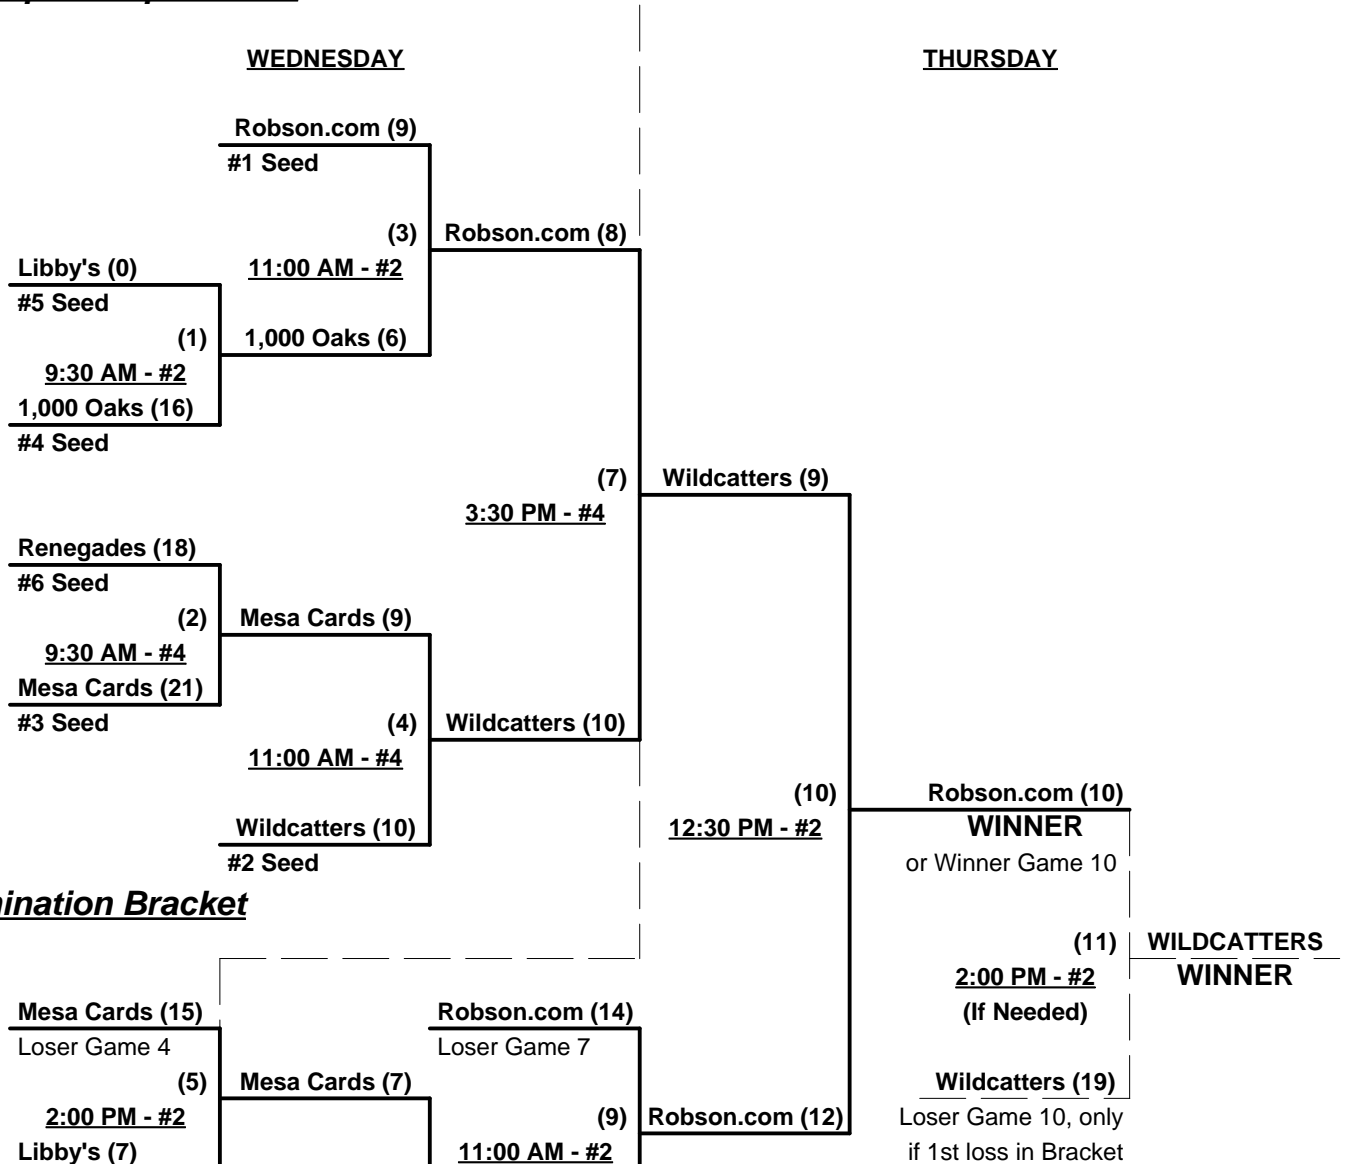 WEDNESDAY
THURSDAY
Robson.com (9)
#1 Seed
(3)
Robson.com (8)
Libby's (0)
11:00 AM - #2
#5 Seed
(1)
1,000 Oaks (6)
9:30 AM - #2
1,000 Oaks (16)
#4 Seed
(7)
Wildcatters (9)
3:30 PM - #4
Renegades (18)
#6 Seed
(2)
Mesa Cards (9)
9:30 AM - #4
Mesa Cards (21)
#3 Seed
(4)
Wildcatters (10)
11:00 AM - #4
(10)
Robson.com (10)
Wildcatters (10)
12:30 PM - #2
WINNER
#2 Seed
or Winner Game 10
mination Bracket
(11)
WILDCATTERS
2:00 PM - #2
WINNER
Mesa Cards (15)
Robson.com (14)
(If Needed)
Loser Game 4
Loser Game 7
(5)
Mesa Cards (7)
Wildcatters (19)
2:00 PM - #2
(9)
Robson.com (12)
Loser Game 10, only
Libby's (7)
11:00 AM - #2
if 1st loss in Bracket